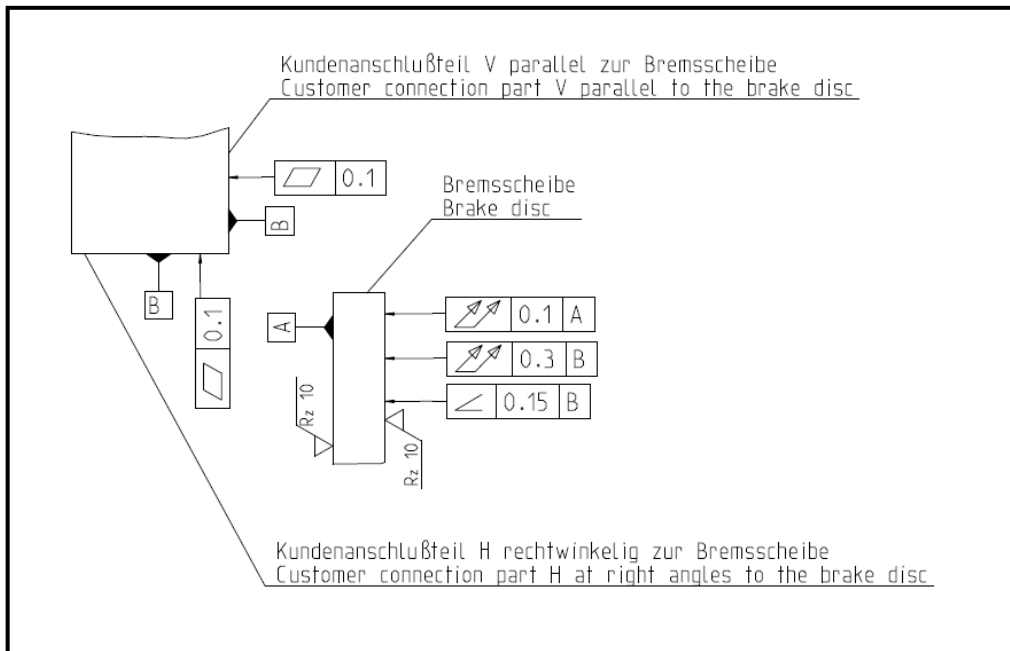 Kundenanschlußteil V parallel zur Bremsscheibe
Customer connection part V parallel to the brake disc
0.1
B
Bremsscheibe
Brake disc
B
0.1
A
0.1 A
0.3 B
0.15 B
Rz 10
Rz 10
Kundenanschlußteil H rechtwinkelig zur Bremsscheibe
Customer connection part H at right angles to the brake disc